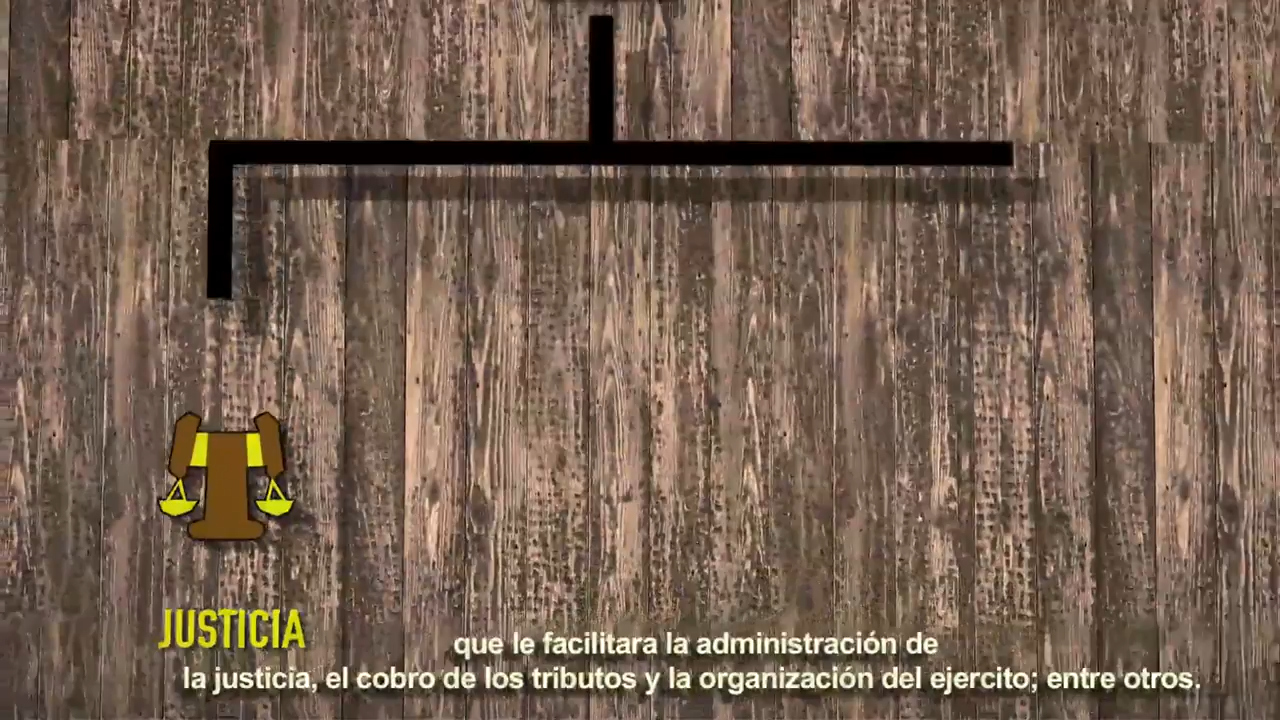 JUSTICIA
que le facilitara la administración de
la justicia, el cobro de los tributos y la organización del ejercito; entre otros.